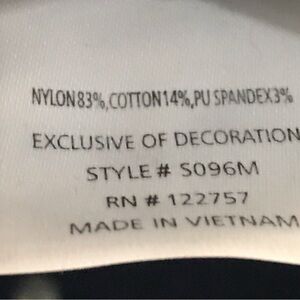 NYLON83%,COTTON14%,PU SPANDEX3%
EXCLUSIVE OF DECORATION
STYLE# S096M
RN # 122757
MADE IN VIETNAM